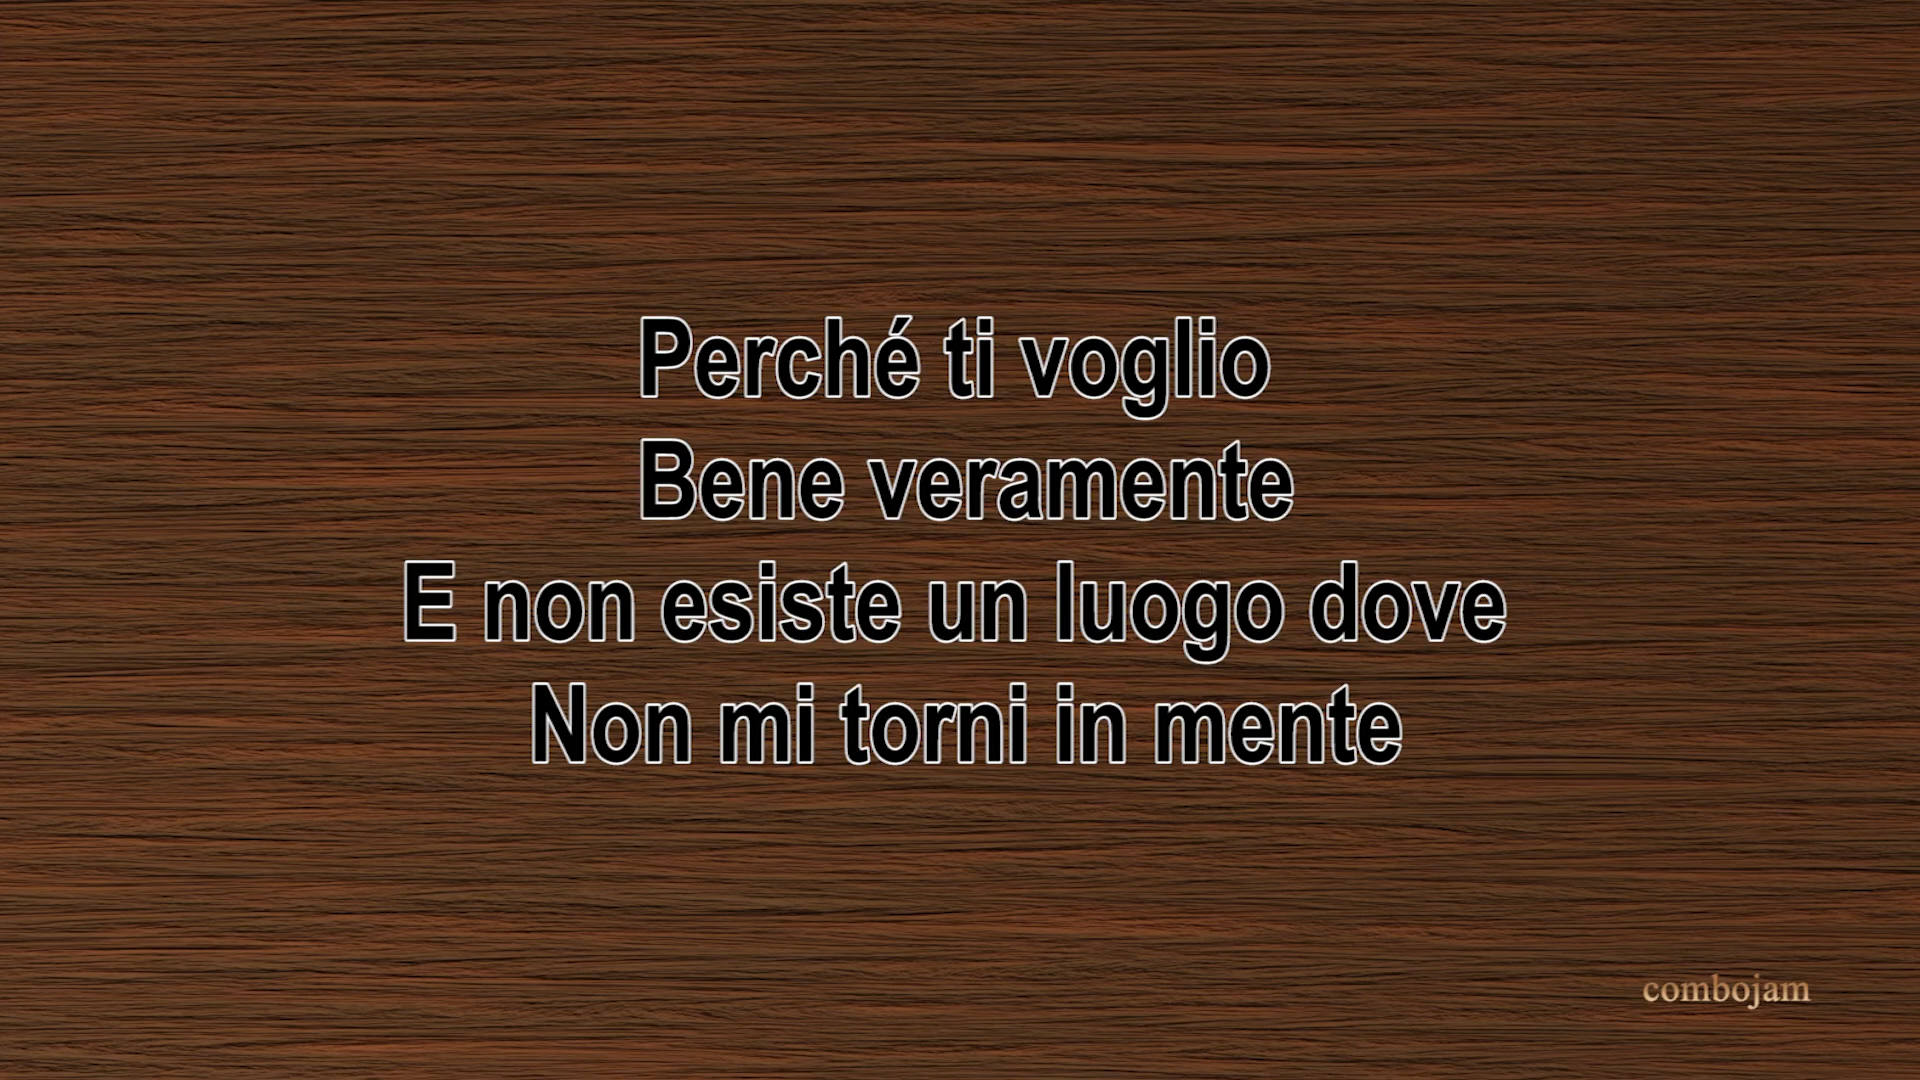 Perché ti voglio
Bene veramente
E non esiste un luogo dove
Non mi torni in mente
combojam